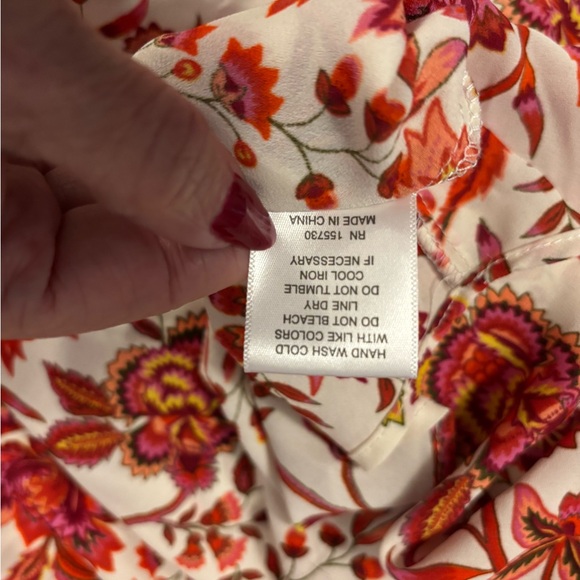 HAND WASH COLD
WITH LIKE COLORS
DO NOT BLEACH
LINE DRY
DO NOT TUMBLE
COOL IRON
IF NECESSARY
RN 155730
MADE IN CHINA